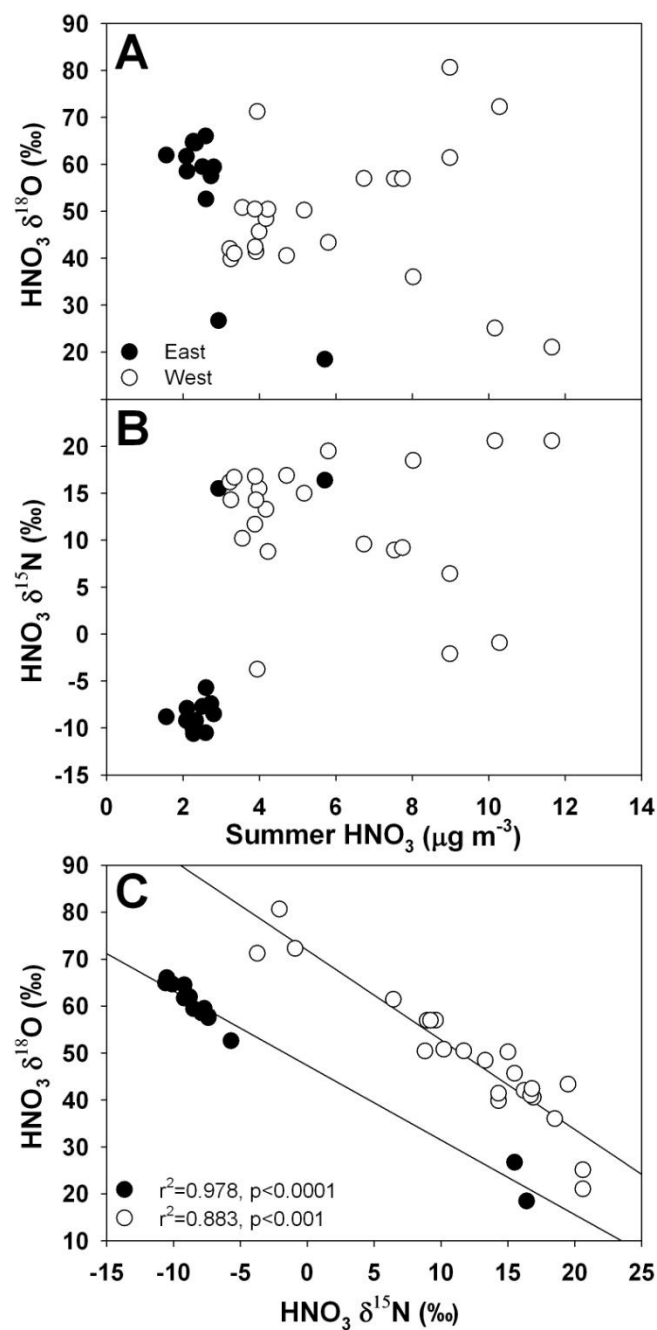 A
90
80
70
60
50
40
30
20
HNO₃ δ¹⁸O (‰)
East
West
B
20
15
10
5
0
-5
-10
-15
HNO₃ δ¹⁵N (‰)
0 2 4 6 8 10 12 14
Summer HNO₃ (μg m⁻³)
C
90
80
70
60
50
40
30
20
10
HNO₃ δ¹⁸O (‰)
r²=0.978, p<0.0001
r²=0.883, p<0.001
-15 -10 -5 0 5 10 15 20 25
HNO₃ δ¹⁵N (‰)